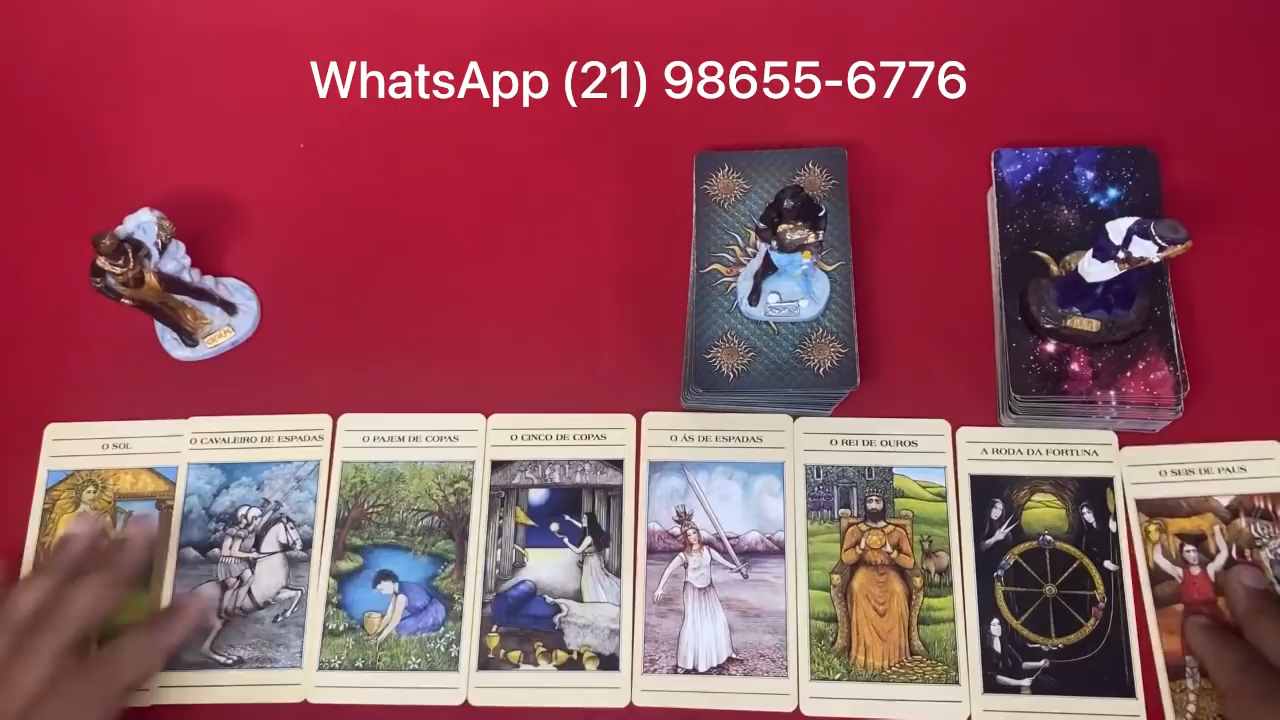 WhatsApp (21) 98655-6776
O SOL
O CAVALEIRO DE ESPADAS
O PAJEM DE COPAS
O CINCO DE COPAS
O ÁS DE ESPADAS
O REI DE OUROS
A RODA DA FORTUNA
O SEIS DE PAUS